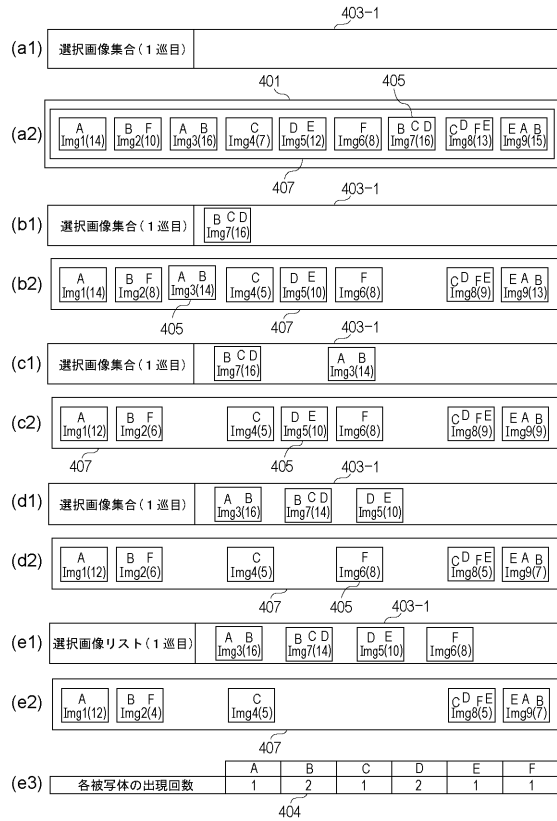 403-1
(a1) 選択画像集合(１巡目)
401 405
(a2) A B F A B C D E F B C D C D F E E A B
Img1(14) Img2(10) Img3(16) Img4(7) Img5(12) Img6(8) Img7(16) Img8(13) Img9(15)
407 403-1
(b1) 選択画像集合(１巡目) B C D
Img7(16)
(b2) A B F A B C D E F C D F E E A B
Img1(14) Img2(8) Img3(14) Img4(5) Img5(10) Img6(8) Img8(9) Img9(13)
405 407 403-1
(c1) 選択画像集合(１巡目) B C D A B
Img7(16) Img3(14)
(c2) A B F C D E F C D F E E A B
Img1(12) Img2(6) Img4(5) Img5(10) Img6(8) Img8(9) Img9(9)
407 405 403-1
(d1) 選択画像集合(１巡目) A B B C D D E
Img3(16) Img7(14) Img5(10)
(d2) A B F C F C D F E E A B
Img1(12) Img2(6) Img4(5) Img6(8) Img8(5) Img9(7)
407 405 403-1
(e1) 選択画像リスト(１巡目) A B B C D D E F
Img3(16) Img7(14) Img5(10) Img6(8)
(e2) A B F C C D F E E A B
Img1(12) Img2(4) Img4(5) Img8(5) Img9(7)
407
A B C D E F
(e3) 各被写体の出現回数 1 2 1 2 1 1
404